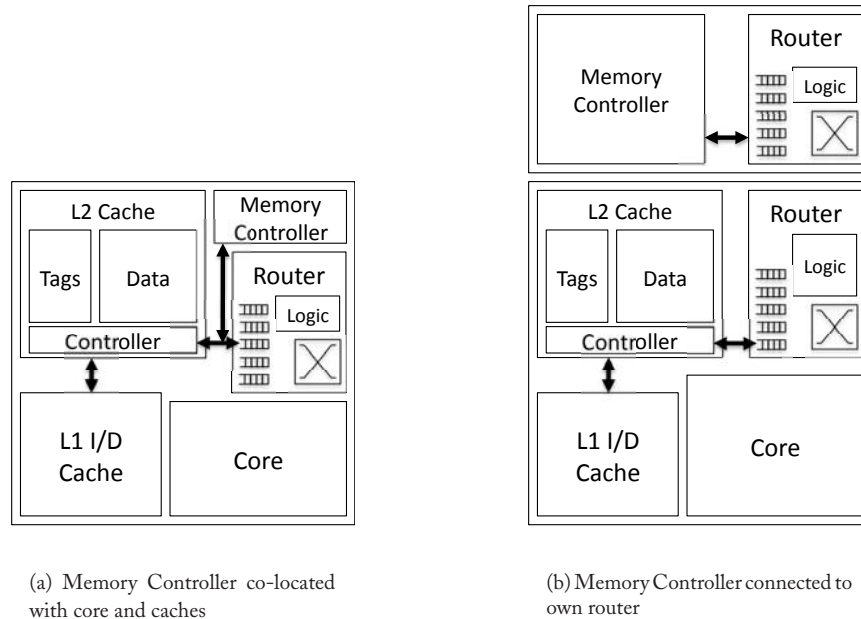 L2 Cache
Tags
Data
Controller
Memory
Controller
Router
Logic
L1 I/D
Cache
Core
(a) Memory Controller co-located
with core and caches
Memory
Controller
Router
Logic
L2 Cache
Tags
Data
Controller
Router
Logic
L1 I/D
Cache
Core
(b) Memory Controller connected to
own router